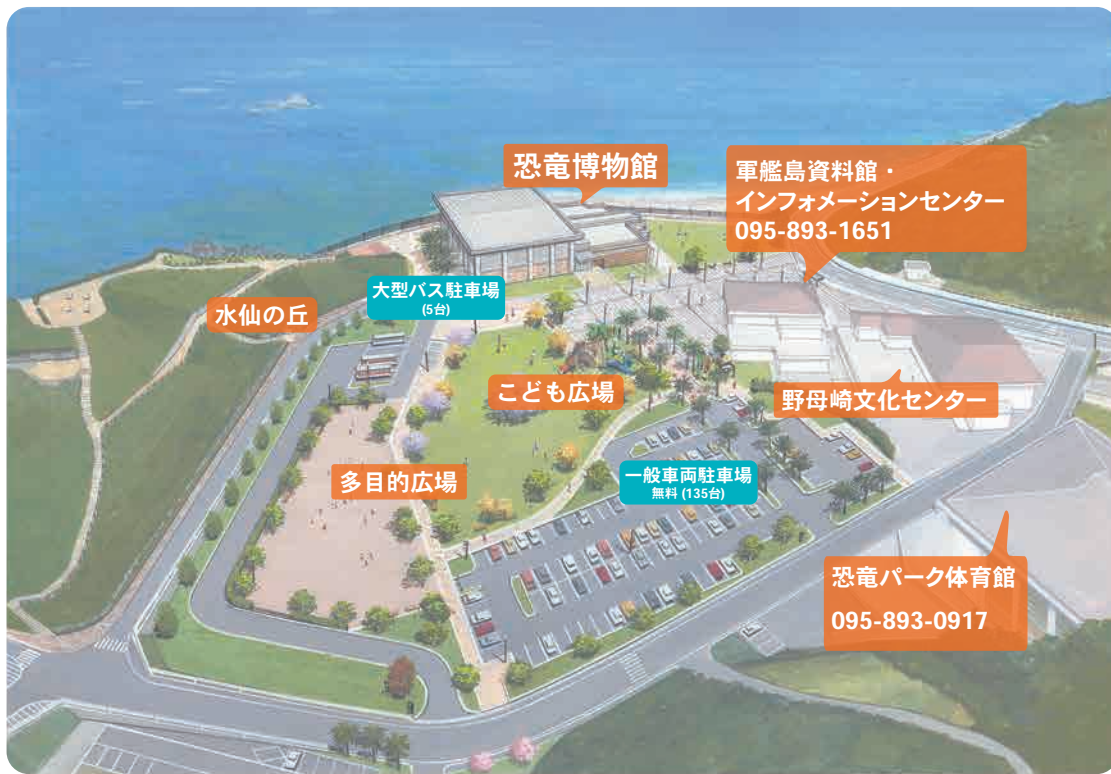 恐竜博物館
軍艦島資料館・
インフォメーションセンター
095-893-1651
大型バス駐車場
(5台)
水仙の丘
こども広場
野母崎文化センター
多目的広場
一般車両駐車場
無料 (135台)
恐竜パーク体育館
095-893-0917